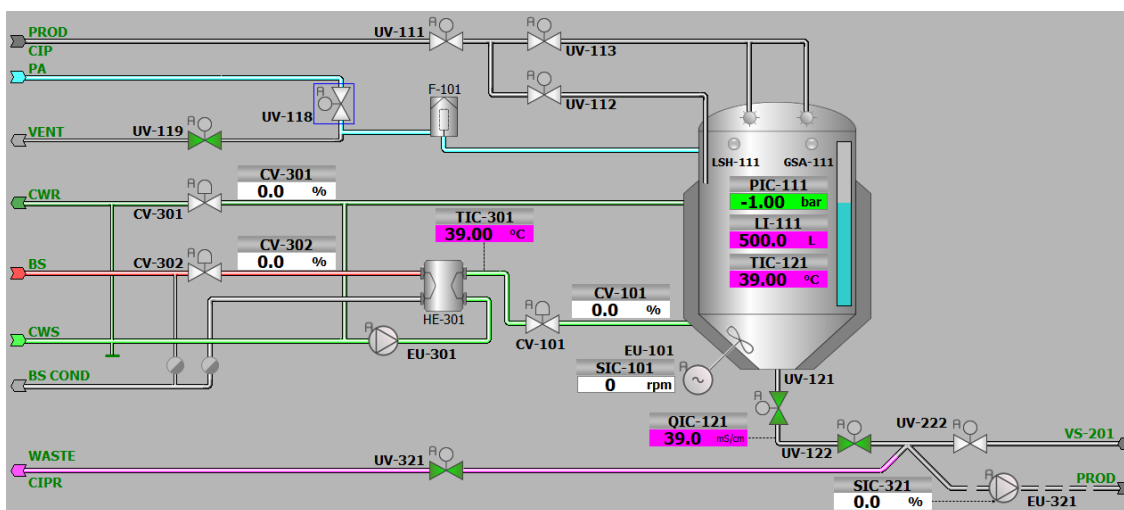 PROD
CIP
UV-111
A
A
UV-113
PA
A
UV-118
F-101
A
UV-112
VENT
UV-119
A
LSH-111
GSA-111
CV-301
0.0 %
CWR
A
CV-301
PIC-111
-1.00 bar
TIC-301
39.00 ºC
LI-111
500.0 L
CV-302
0.0 %
BS
CV-302
A
TIC-121
39.00 ºC
CV-101
0.0 %
HE-301
A
CV-101
CWS
A
EU-301
EU-101
SIC-101
0 rpm
A
BS COND
UV-121
A
QIC-121
39.0 mS/cm
A
UV-122
UV-222
A
VS-201
WASTE
CIPR
UV-321
A
SIC-321
0.0 %
A
EU-321
PROD